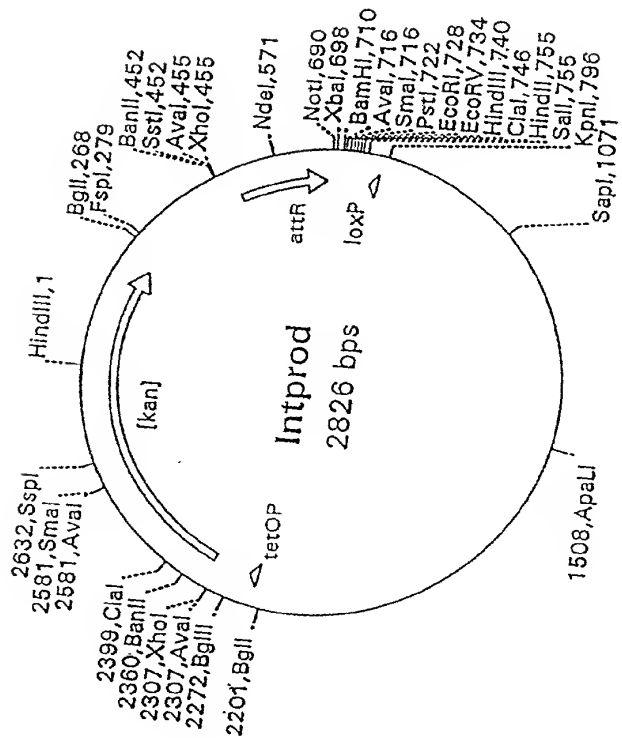 HindIII,1
BglI,268
FspI,279
BanII,452
SstI,452
AvaI,455
XhoI,455
NdeI,571
NotI,690
XbaI,698
BamHI,710
AvaI,716
SmaI,716
PstI,722
EcoRI,728
EcoRV,734
HindIII,740
ClaI,746
HindII,755
SalI,755
KpnI,796
SapI,1071
1508,ApaLI
2201,BglI
2272,BglII
2307,AvaI
2307,XhoI
2360,BanII
2399,ClaI
2581,AvaI
2581,SmaI
2632,SspI
[kan]
attR
loxP
tetOP
Intprod
2826 bps